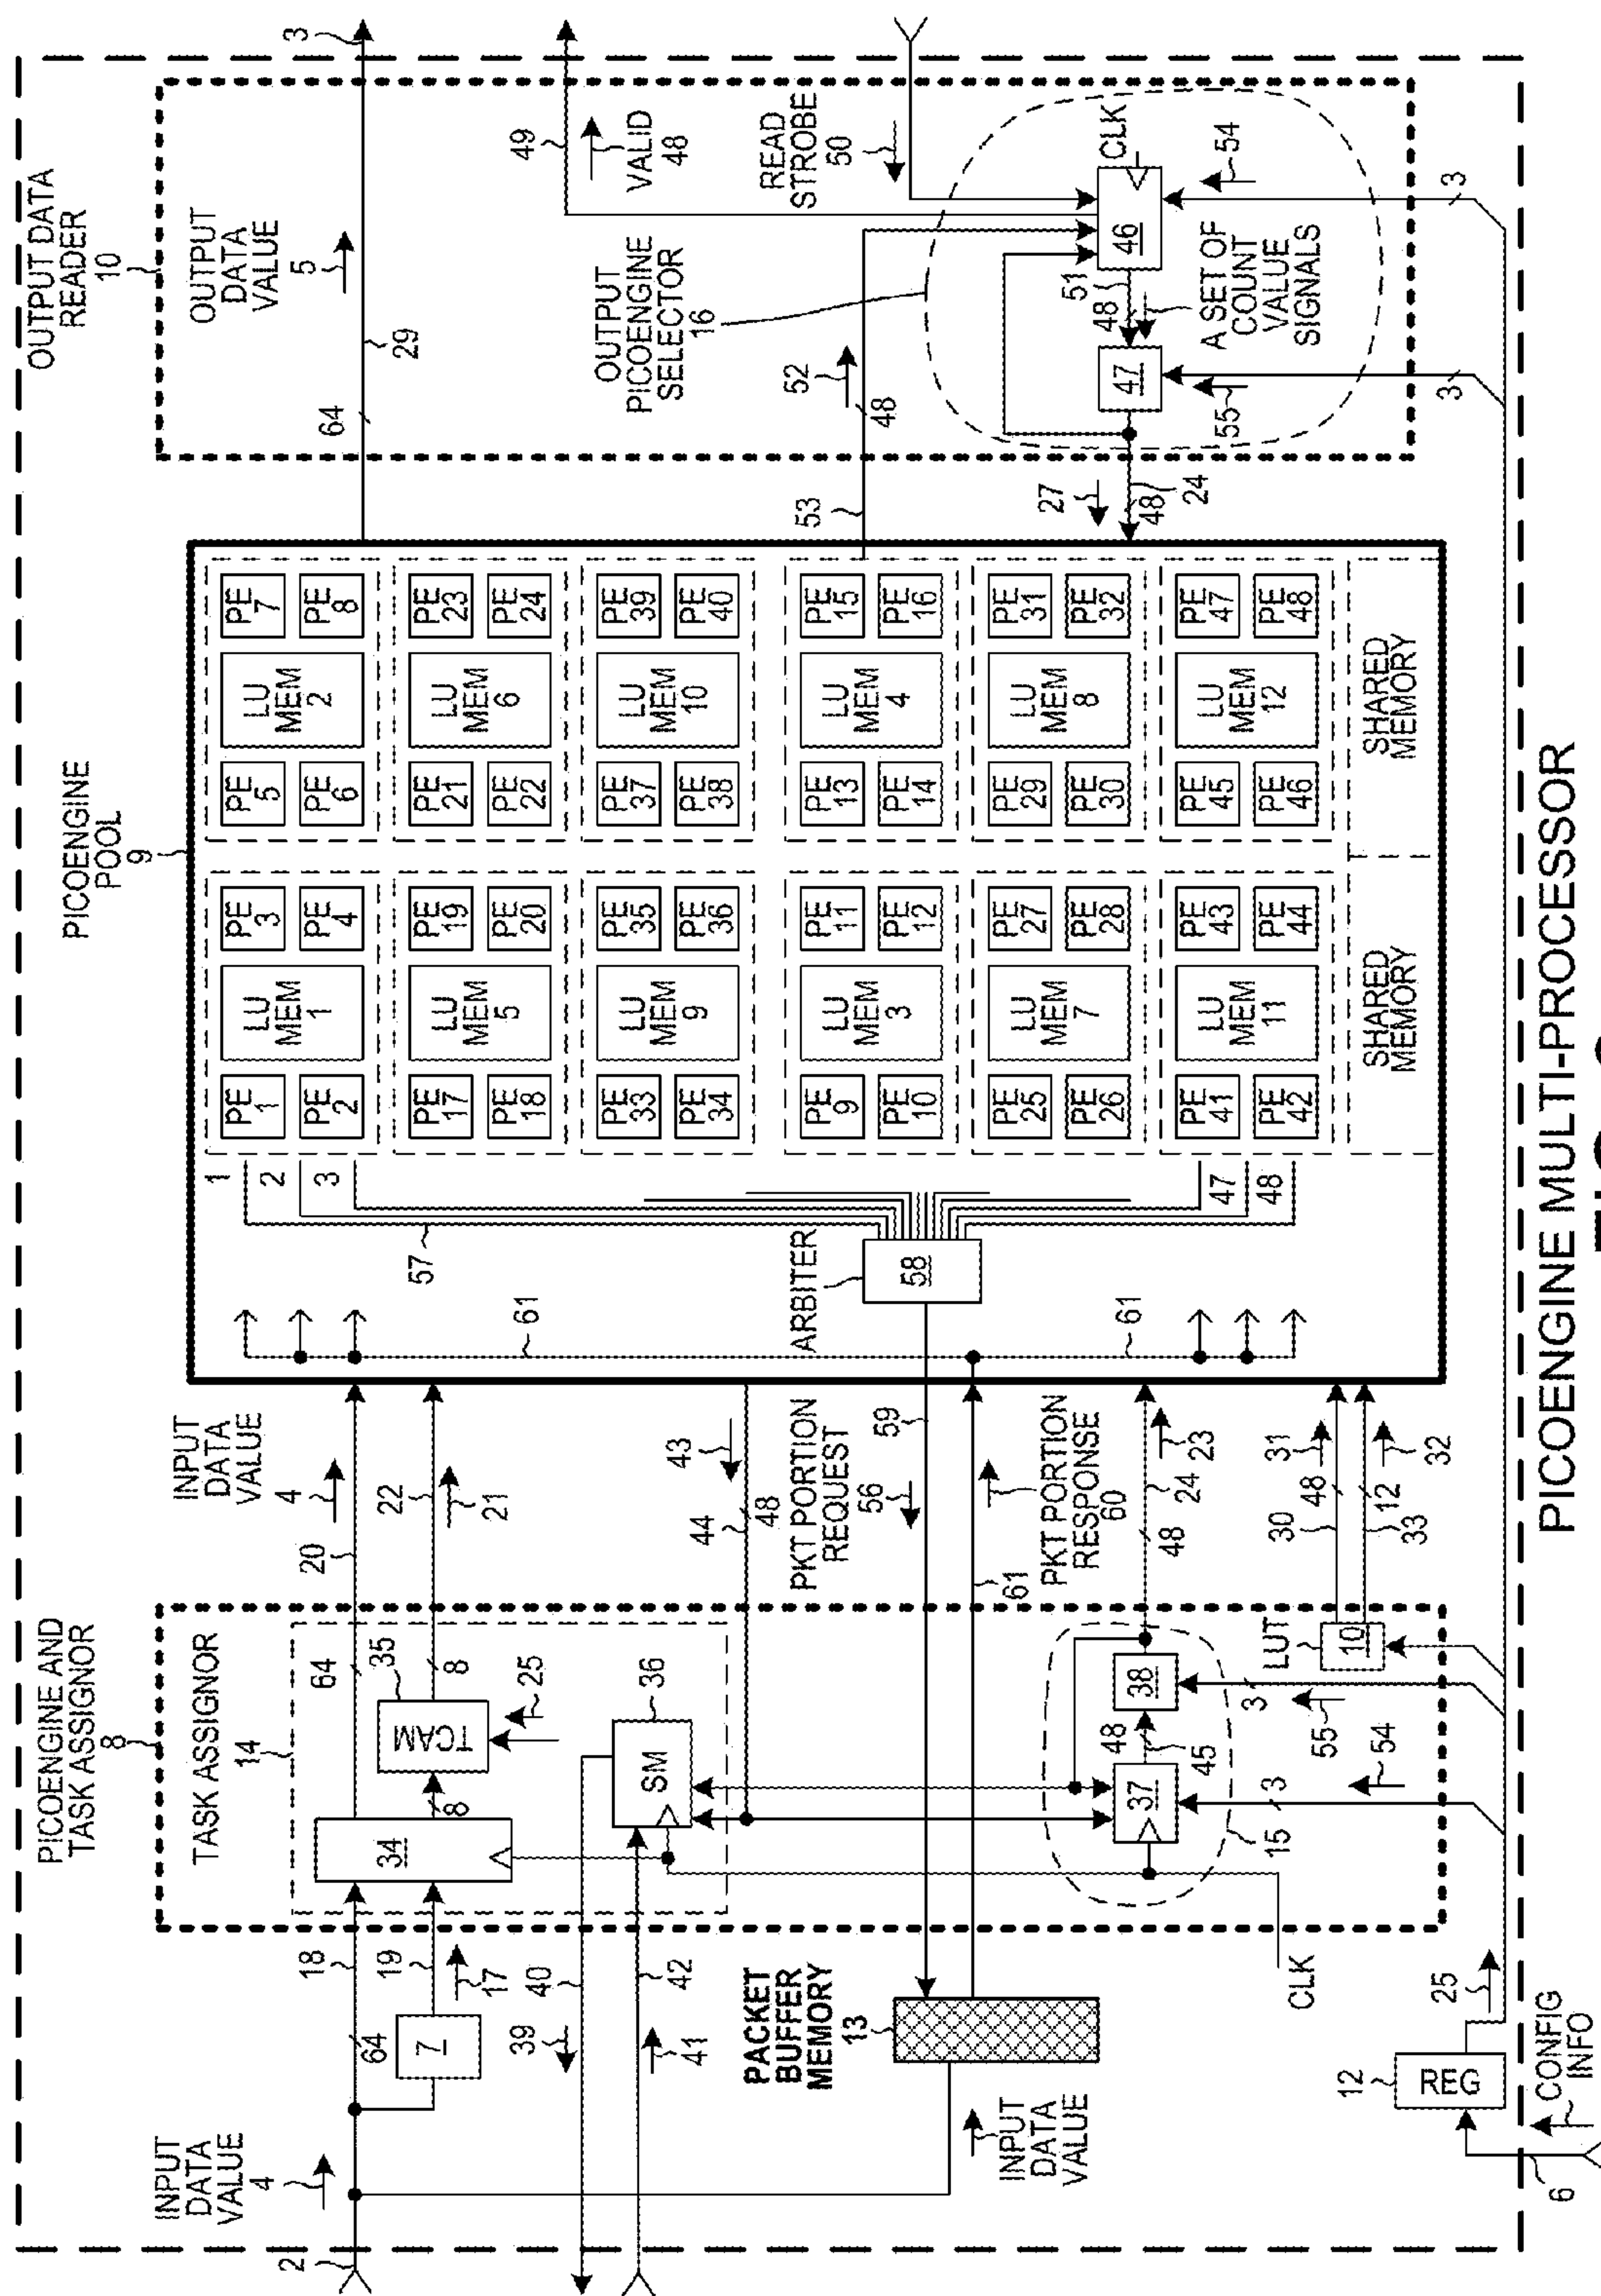 PICOENGINE AND
TASK ASSIGNOR
8
PICOENGINE
POOL
9
OUTPUT DATA
READER
10
2
INPUT
DATA
VALUE
4
18
64
7
19
17
39
40
41
42
PACKET
BUFFER
MEMORY
13
INPUT
DATA
VALUE
12
REG
25
CONFIG
INFO
6
CLK
TASK ASSIGNOR
14
34
64
8
35
TCAM
8
25
SM
36
37
48
45
38
15
3
54
3
55
LUT
10
INPUT
DATA
VALUE
4
20
22
21
43
44
48
PKT PORTION
REQUEST
56
59
61
PKT PORTION
RESPONSE
60
23
24
48
31
30
48
12
33
32
61
61
ARBITER
58
57
1
2
3
47
48
PE
1
PE
2
LU
MEM
1
PE
3
PE
4
PE
5
PE
6
LU
MEM
2
PE
7
PE
8
PE
17
PE
18
LU
MEM
5
PE
19
PE
20
PE
21
PE
22
LU
MEM
6
PE
23
PE
24
PE
33
PE
34
LU
MEM
9
PE
35
PE
36
PE
37
PE
38
LU
MEM
10
PE
39
PE
40
PE
9
PE
10
LU
MEM
3
PE
11
PE
12
PE
13
PE
14
LU
MEM
4
PE
15
PE
16
PE
25
PE
26
LU
MEM
7
PE
27
PE
28
PE
29
PE
30
LU
MEM
8
PE
31
PE
32
PE
41
PE
42
LU
MEM
11
PE
43
PE
44
PE
45
PE
46
LU
MEM
12
PE
47
PE
48
SHARED
MEMORY
SHARED
MEMORY
OUTPUT
DATA
VALUE
5
64
29
3
49
VALID
48
READ
STROBE
50
OUTPUT
PICOENGINE
SELECTOR
16
53
52
48
27
48
24
47
48
51
46
CLK
54
55
A SET OF
COUNT
VALUE
SIGNALS
3
3
PICOENGINE MULTI-PROCESSOR